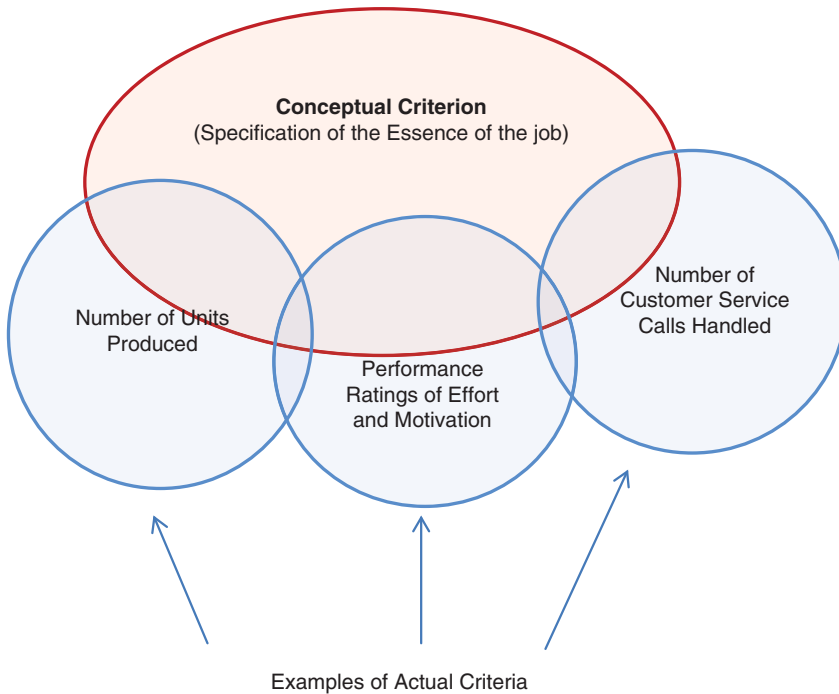 Conceptual Criterion
(Specification of the Essence of the job)
Number of Units
Produced
Performance
Ratings of Effort
and Motivation
Number of
Customer Service
Calls Handled
Examples of Actual Criteria